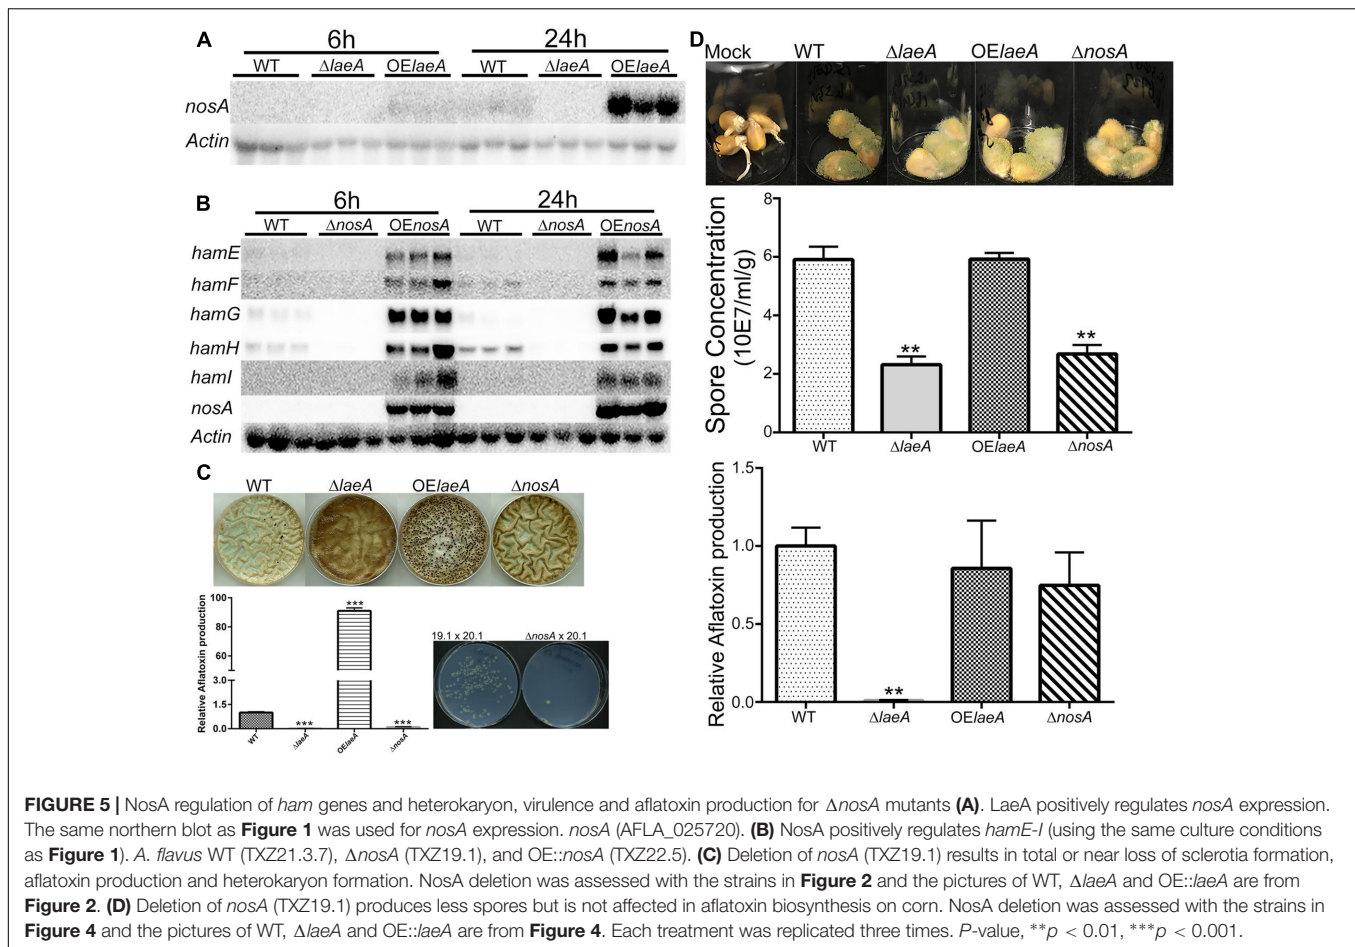 A
6h 24h
WT ΔlaeA OElaeA WT ΔlaeA OElaeA
nosA
Actin
B
6h 24h
WT ΔnosA OEnosA WT ΔnosA OEnosA
hamE
hamF
hamG
hamH
hamI
nosA
Actin
C
WT ΔlaeA OElaeA ΔnosA
Relative Aflatoxin production
100
80
60
40
3.0
1.5
0.0
***
***
***
WT ΔlaeA OElaeA ΔnosA
19.1 x 20.1 ΔnosA x 20.1
D
Mock WT ΔlaeA OElaeA ΔnosA
Spore Concentration
(10E7/ml/g)
8
6
4
2
0
**
**
WT ΔlaeA OElaeA ΔnosA
Relative Aflatoxin production
1.5
1.0
0.5
0.0
**
WT ΔlaeA OElaeA ΔnosA
FIGURE 5 | NosA regulation of ham genes and heterokaryon, virulence and aflatoxin production for ΔnosA mutants (A). LaeA positively regulates nosA expression.
The same northern blot as Figure 1 was used for nosA expression. nosA (AFLA_025720). (B) NosA positively regulates hamE-I (using the same culture conditions
as Figure 1). A. flavus WT (TXZ21.3.7), ΔnosA (TXZ19.1), and OE::nosA (TXZ22.5). (C) Deletion of nosA (TXZ19.1) results in total or near loss of sclerotia formation,
aflatoxin production and heterokaryon formation. NosA deletion was assessed with the strains in Figure 2 and the pictures of WT, ΔlaeA and OE::laeA are from
Figure 2. (D) Deletion of nosA (TXZ19.1) produces less spores but is not affected in aflatoxin biosynthesis on corn. NosA deletion was assessed with the strains in
Figure 4 and the pictures of WT, ΔlaeA and OE::laeA are from Figure 4. Each treatment was replicated three times. P-value, **p < 0.01, ***p < 0.001.